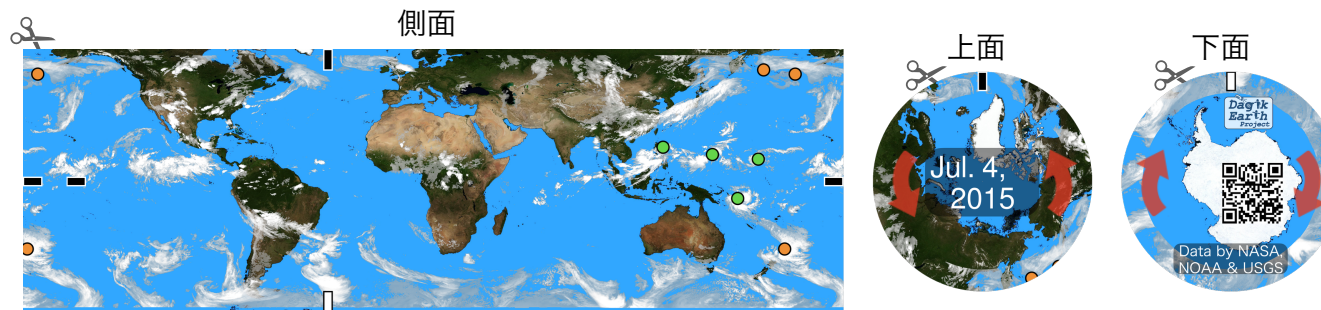 側面
上面
下面
Jul. 4,
2015
Dagik
Earth
Project
Data by NASA,
NOAA & USGS